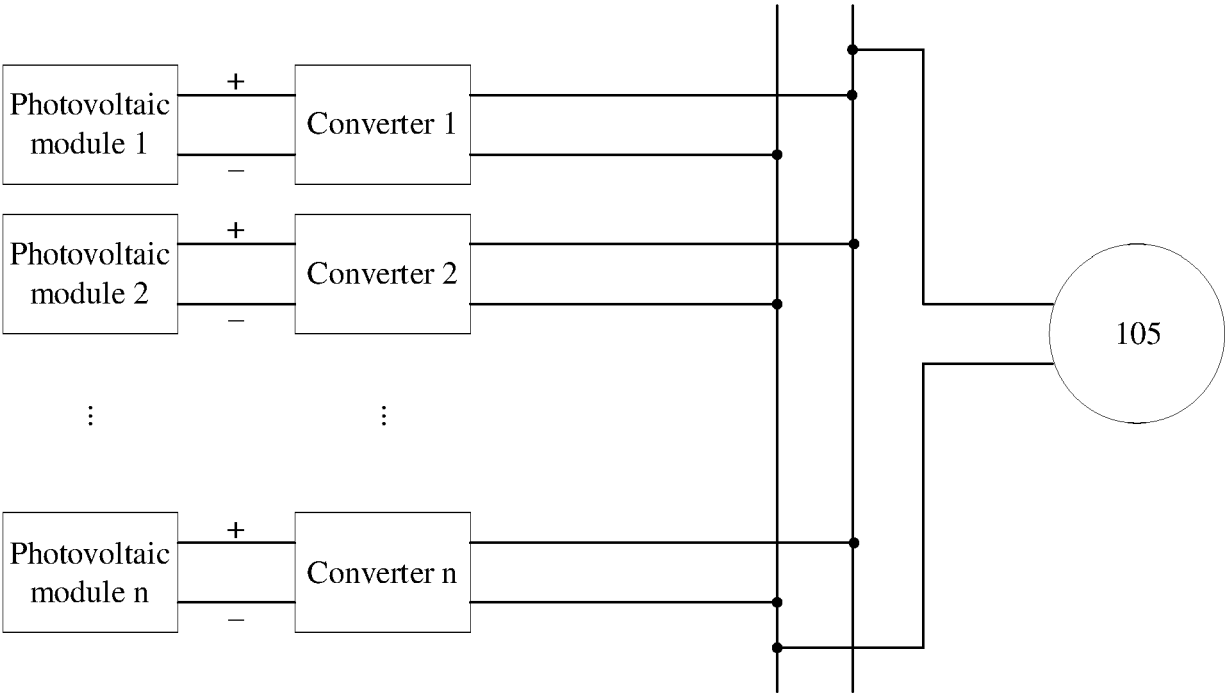 +
Photovoltaic
module 1
Converter 1
−
+
Photovoltaic
module 2
Converter 2
−
105
⋮
⋮
+
Photovoltaic
module n
Converter n
−